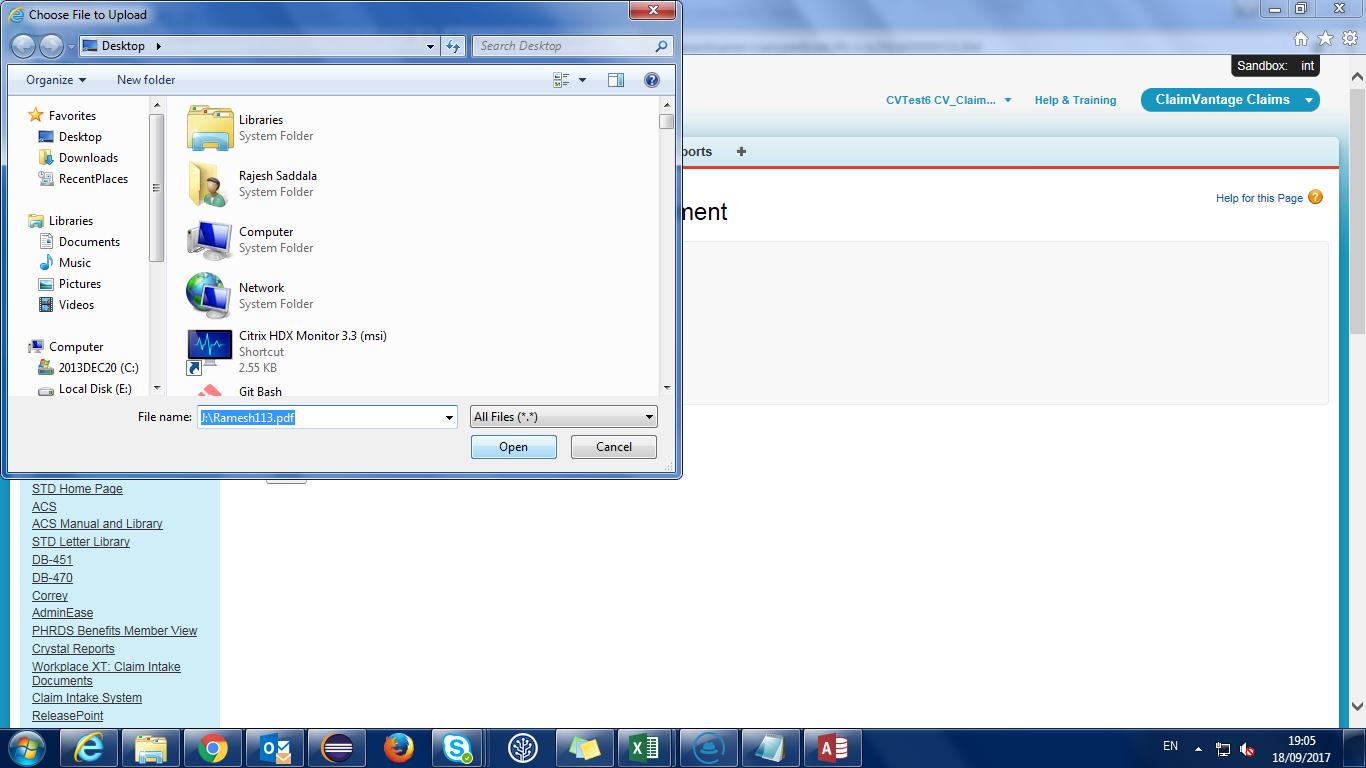 Choose File to Upload
Desktop
Search Desktop
Organize
New folder
Favorites
Desktop
Downloads
RecentPlaces
Libraries
Documents
Music
Pictures
Videos
Computer
2013DEC20 (C:)
Local Disk (E:)
Libraries
System Folder
Rajesh Saddala
System Folder
Computer
System Folder
Network
System Folder
Citrix HDX Monitor 3.3 (msi)
Shortcut
2.55 KB
Git Bash
File name: J:\Ramesh113.pdf
All Files (*.*)
Open
Cancel
Sandbox: int
CVTest6 CV_Claim...
Help & Training
ClaimVantage Claims
ports
+
Help for this Page
ment
STD Home Page
ACS
ACS Manual and Library
STD Letter Library
DB-451
DB-470
Correy
AdminEase
PHRDS Benefits Member View
Crystal Reports
Workplace XT: Claim Intake
Documents
Claim Intake System
ReleasePoint
EN
19:05
18/09/2017